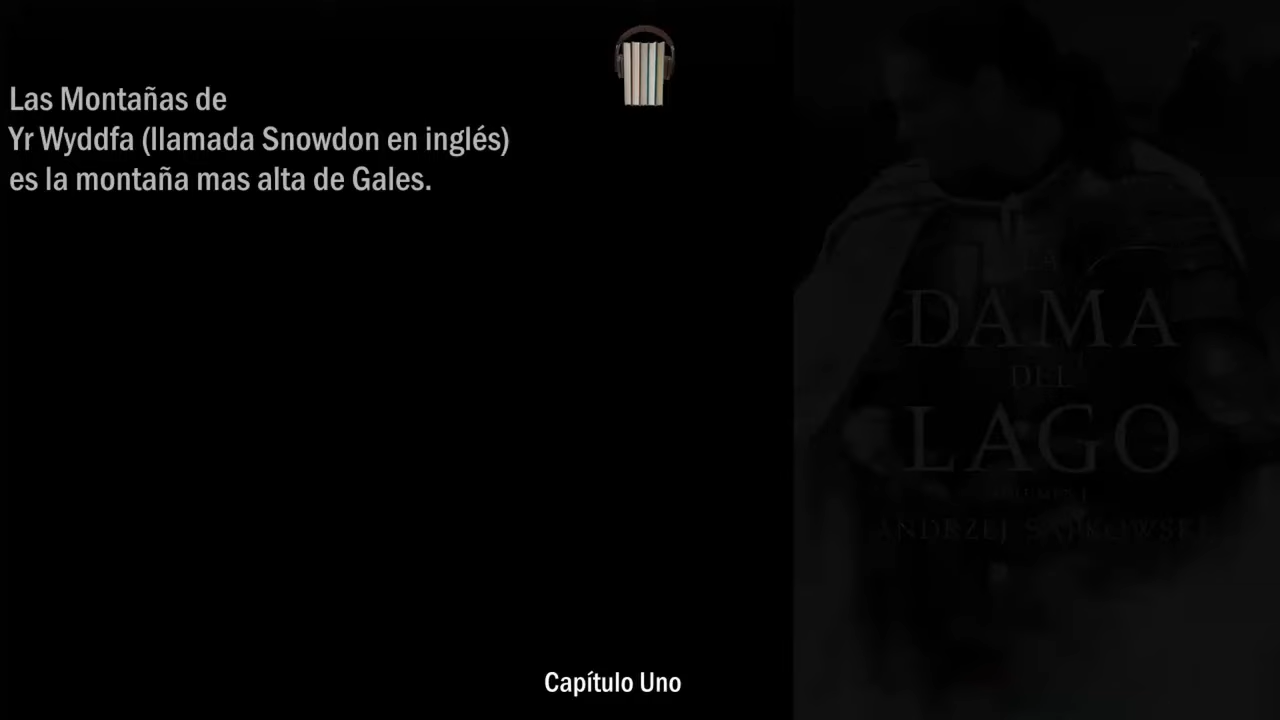 Las Montañas de
Yr Wyddfa (llamada Snowdon en inglés)
es la montaña mas alta de Gales.
LA
DAMA
DEL
LAGO
ANDRZEJ SAPKOWSKI
Capítulo Uno